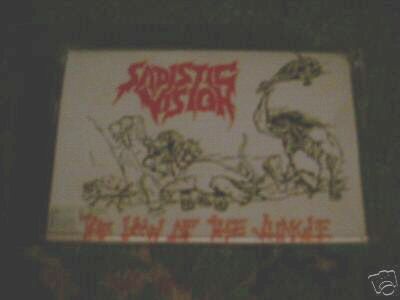 SADISTIC
VISION
THE LAW OF THE JUNGLE